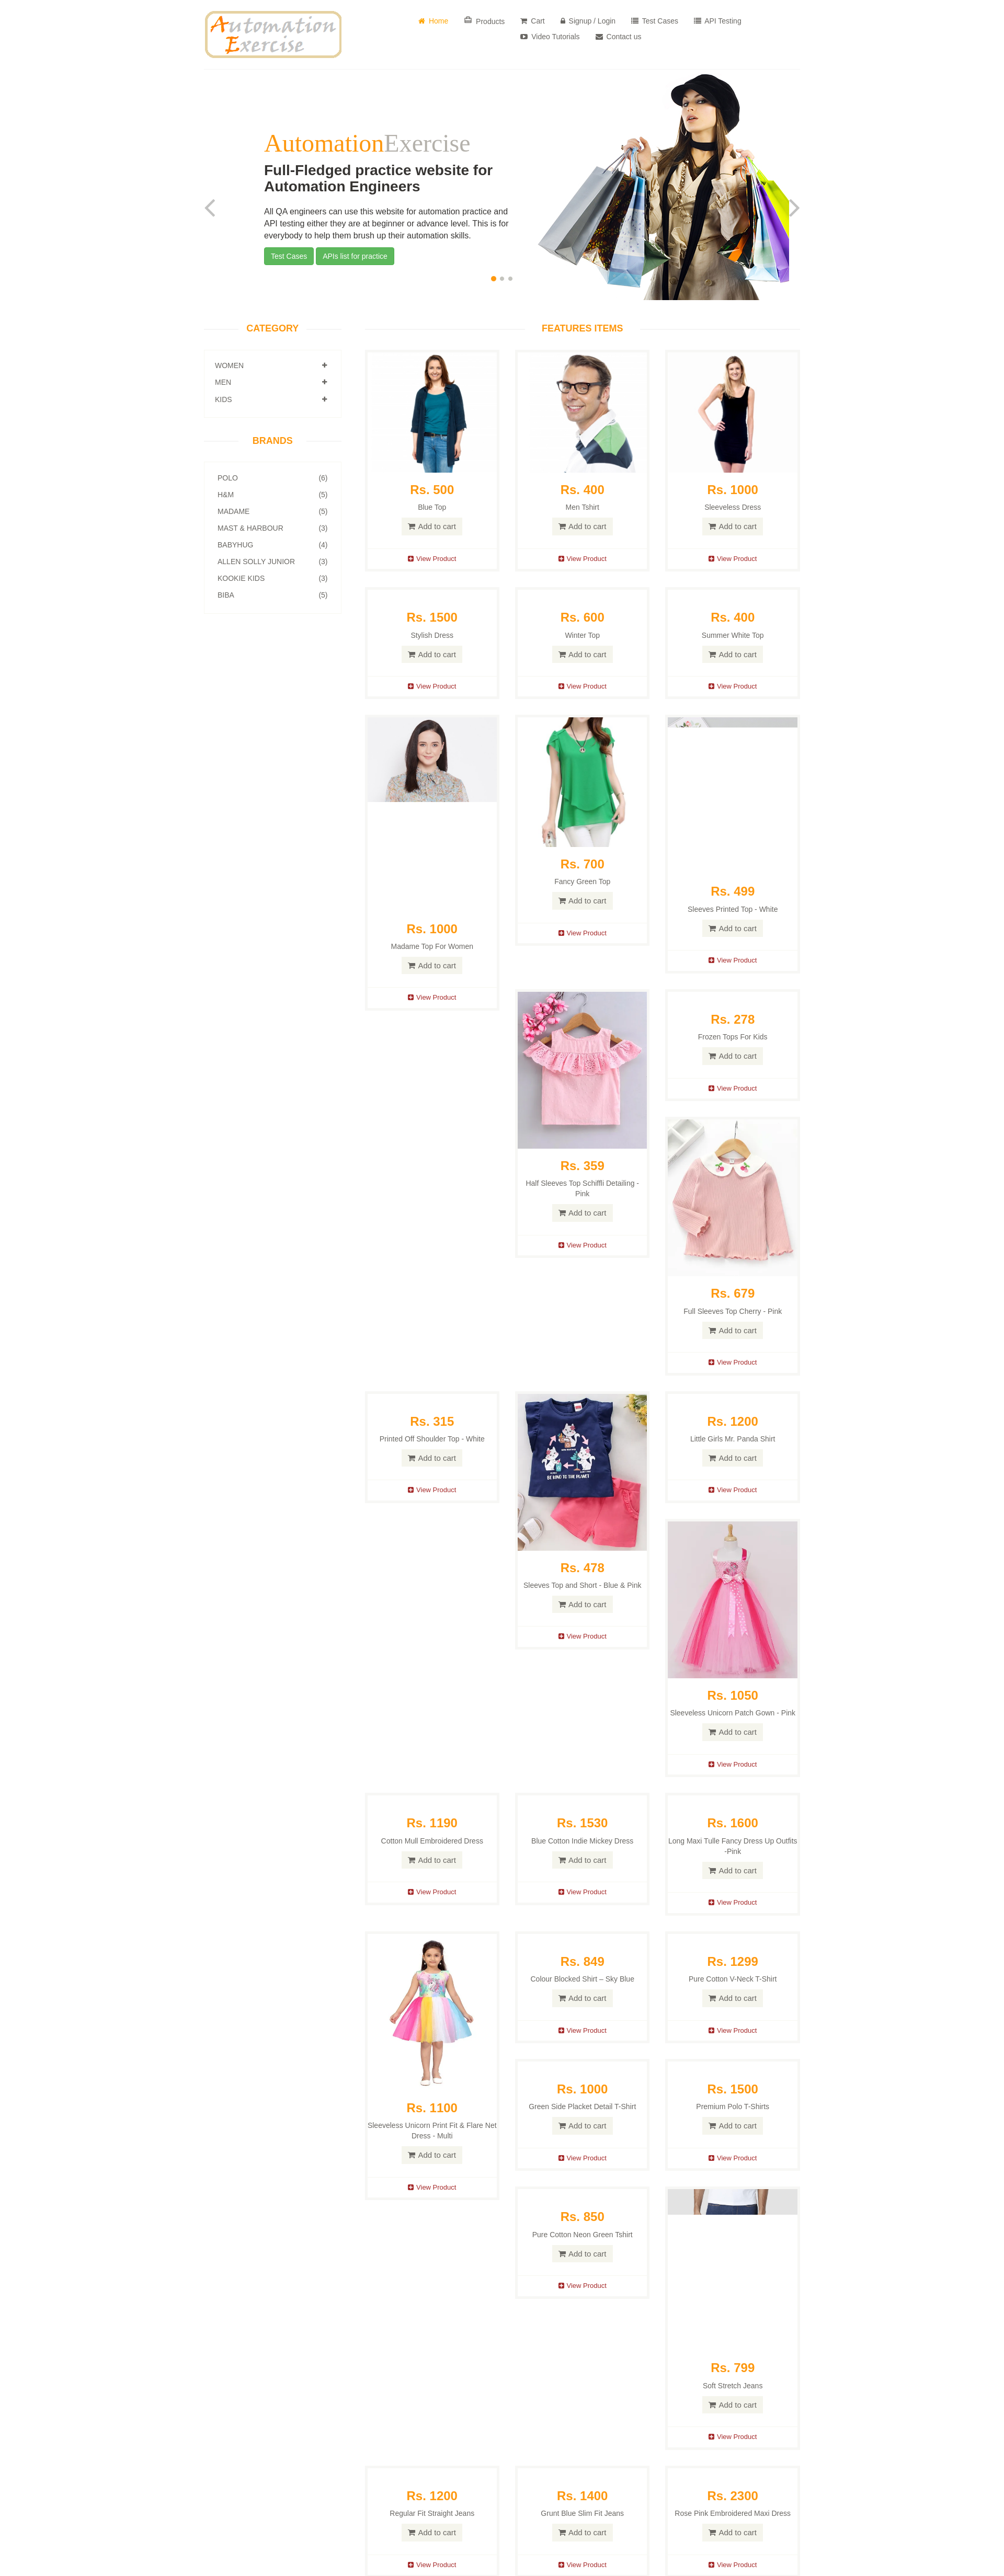 Automation
Exercise
Home
Products
Cart
Signup / Login
Test Cases
API Testing
Video Tutorials
Contact us
AutomationExercise
Full-Fledged practice website for
Automation Engineers
All QA engineers can use this website for automation practice and
API testing either they are at beginner or advance level. This is for
everybody to help them brush up their automation skills.
Test Cases
APIs list for practice
CATEGORY
WOMEN
MEN
KIDS
BRANDS
POLO (6)
H&M (5)
MADAME (5)
MAST & HARBOUR (3)
BABYHUG (4)
ALLEN SOLLY JUNIOR (3)
KOOKIE KIDS (3)
BIBA (5)
FEATURES ITEMS
Rs. 500
Blue Top
Add to cart
View Product
Rs. 400
Men Tshirt
Add to cart
View Product
Rs. 1000
Sleeveless Dress
Add to cart
View Product
Rs. 1500
Stylish Dress
Add to cart
View Product
Rs. 600
Winter Top
Add to cart
View Product
Rs. 400
Summer White Top
Add to cart
View Product
Rs. 1000
Madame Top For Women
Add to cart
View Product
Rs. 700
Fancy Green Top
Add to cart
View Product
Rs. 499
Sleeves Printed Top - White
Add to cart
View Product
Rs. 359
Half Sleeves Top Schiffli Detailing -
Pink
Add to cart
View Product
Rs. 278
Frozen Tops For Kids
Add to cart
View Product
Rs. 679
Full Sleeves Top Cherry - Pink
Add to cart
View Product
Rs. 315
Printed Off Shoulder Top - White
Add to cart
View Product
BE KIND TO THE PLANET
Rs. 478
Sleeves Top and Short - Blue & Pink
Add to cart
View Product
Rs. 1200
Little Girls Mr. Panda Shirt
Add to cart
View Product
Rs. 1050
Sleeveless Unicorn Patch Gown - Pink
Add to cart
View Product
Rs. 1190
Cotton Mull Embroidered Dress
Add to cart
View Product
Rs. 1530
Blue Cotton Indie Mickey Dress
Add to cart
View Product
Rs. 1600
Long Maxi Tulle Fancy Dress Up Outfits
-Pink
Add to cart
View Product
Rs. 1100
Sleeveless Unicorn Print Fit & Flare Net
Dress - Multi
Add to cart
View Product
Rs. 849
Colour Blocked Shirt – Sky Blue
Add to cart
View Product
Rs. 1299
Pure Cotton V-Neck T-Shirt
Add to cart
View Product
Rs. 1000
Green Side Placket Detail T-Shirt
Add to cart
View Product
Rs. 1500
Premium Polo T-Shirts
Add to cart
View Product
Rs. 850
Pure Cotton Neon Green Tshirt
Add to cart
View Product
Rs. 799
Soft Stretch Jeans
Add to cart
View Product
Rs. 1200
Regular Fit Straight Jeans
Add to cart
View Product
Rs. 1400
Grunt Blue Slim Fit Jeans
Add to cart
View Product
Rs. 2300
Rose Pink Embroidered Maxi Dress
Add to cart
View Product